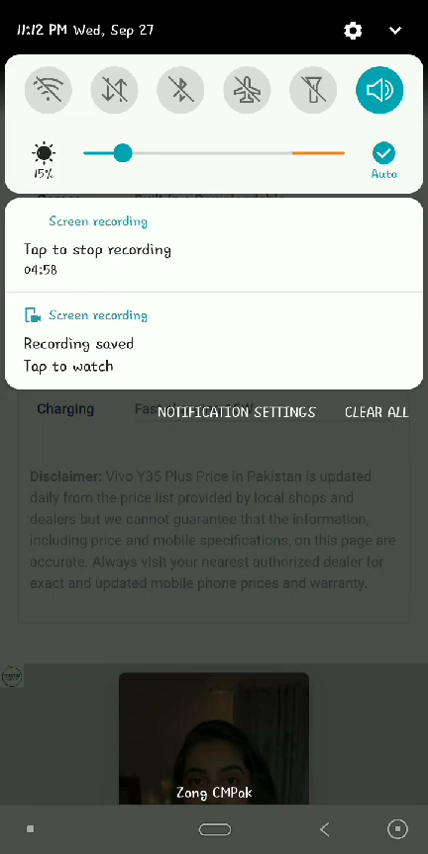 11:12 PM Wed, Sep 27
15%
Auto
Screen recording
Tap to stop recording
04:58
Screen recording
Recording saved
Tap to watch
Charging
NOTIFICATION SETTINGS
CLEAR ALL
Disclaimer: Vivo Y35 Plus Price in Pakistan is updated
daily from the price list provided by local shops and
dealers but we cannot guarantee that the information,
including price and mobile specifications, on this page are
accurate. Always visit your nearest authorized dealer for
exact and updated mobile phone prices and warranty.
Zong CMPak